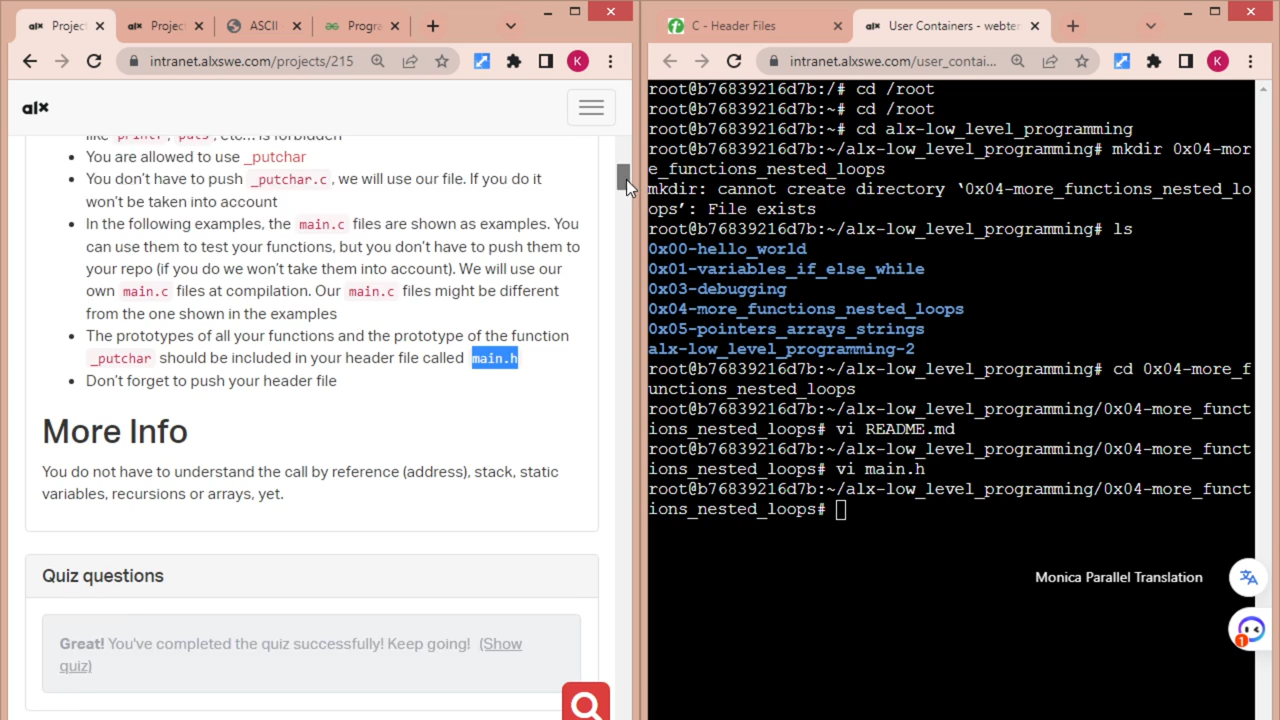 alx Projec
alx Projec
ASCII
Progra
intranet.alxswe.com/projects/215
K
alx
like printf, puts, etc… is forbidden
You are allowed to use _putchar
You don’t have to push _putchar.c, we will use our file. If you do it
won’t be taken into account
In the following examples, the main.c files are shown as examples. You
can use them to test your functions, but you don’t have to push them to
your repo (if you do we won’t take them into account). We will use our
own main.c files at compilation. Our main.c files might be different
from the one shown in the examples
The prototypes of all your functions and the prototype of the function
_putchar should be included in your header file called main.h
Don’t forget to push your header file
More Info
You do not have to understand the call by reference (address), stack, static
variables, recursions or arrays, yet.
Quiz questions
Great! You've completed the quiz successfully! Keep going! (Show
quiz)
C - Header Files
alx User Containers - webter
intranet.alxswe.com/user_contai...
K
root@b76839216d7b:/# cd /root
root@b76839216d7b:~# cd /root
root@b76839216d7b:~# cd alx-low_level_programming
root@b76839216d7b:~/alx-low_level_programming# mkdir 0x04-mor
e_functions_nested_loops
mkdir: cannot create directory ‘0x04-more_functions_nested_lo
ops’: File exists
root@b76839216d7b:~/alx-low_level_programming# ls
0x00-hello_world
0x01-variables_if_else_while
0x03-debugging
0x04-more_functions_nested_loops
0x05-pointers_arrays_strings
alx-low_level_programming-2
root@b76839216d7b:~/alx-low_level_programming# cd 0x04-more_f
unctions_nested_loops
root@b76839216d7b:~/alx-low_level_programming/0x04-more_funct
ions_nested_loops# vi README.md
root@b76839216d7b:~/alx-low_level_programming/0x04-more_funct
ions_nested_loops# vi main.h
root@b76839216d7b:~/alx-low_level_programming/0x04-more_funct
ions_nested_loops#
Monica Parallel Translation
1